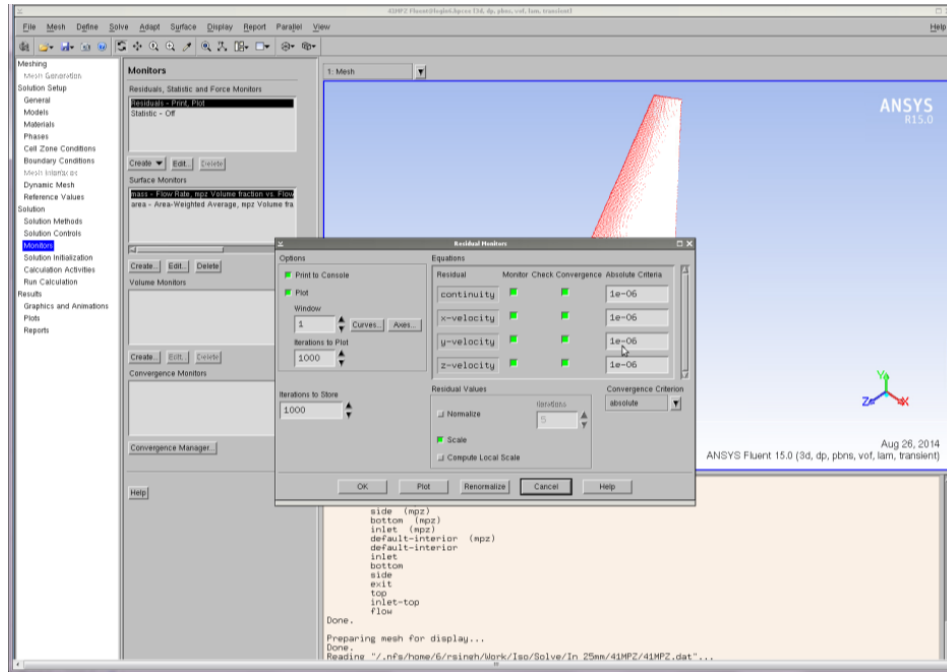 41MPZ Fluent@login6.hpcsa [3d, dp, pbns, vof, lam, transient]
File Mesh Define Solve Adapt Surface Display Report Parallel View Help
Meshing
Mesh Generation
Solution Setup
General
Models
Materials
Phases
Cell Zone Conditions
Boundary Conditions
Mesh Interfaces
Dynamic Mesh
Reference Values
Solution
Solution Methods
Solution Controls
Monitors
Solution Initialization
Calculation Activities
Run Calculation
Results
Graphics and Animations
Plots
Reports
Monitors
Residuals, Statistic and Force Monitors
Residuals - Print, Plot
Statistic - Off
Create Edit... Delete
Surface Monitors
mass - Flow Rate, mpz Volume fraction vs. Flow
area - Area-Weighted Average, mpz Volume fra
Create... Edit... Delete
Volume Monitors
Create... Edit... Delete
Convergence Monitors
Convergence Manager...
Help
1: Mesh
ANSYS
R15.0
Y
Z X
Aug 26, 2014
ANSYS Fluent 15.0 (3d, dp, pbns, vof, lam, transient)
Residual Monitors
Options
Print to Console
Plot
Window
1
Curves... Axes...
Iterations to Plot
1000
Iterations to Store
1000
Equations
Residual Monitor Check Convergence Absolute Criteria
continuity 1e-06
x-velocity 1e-06
y-velocity 1e-06
z-velocity 1e-06
Residual Values
Normalize
Iterations
5
Scale
Compute Local Scale
Convergence Criterion
absolute
OK Plot Renormalize Cancel Help
side (mpz)
bottom (mpz)
inlet (mpz)
default-interior (mpz)
default-interior
inlet
bottom
side
exit
top
inlet-top
flow
Done.
Preparing mesh for display...
Done.
Reading "/.nfs/home/6/rsingh/Work/Iso/Solve/In 25mm/41MPZ/41MPZ.dat"...